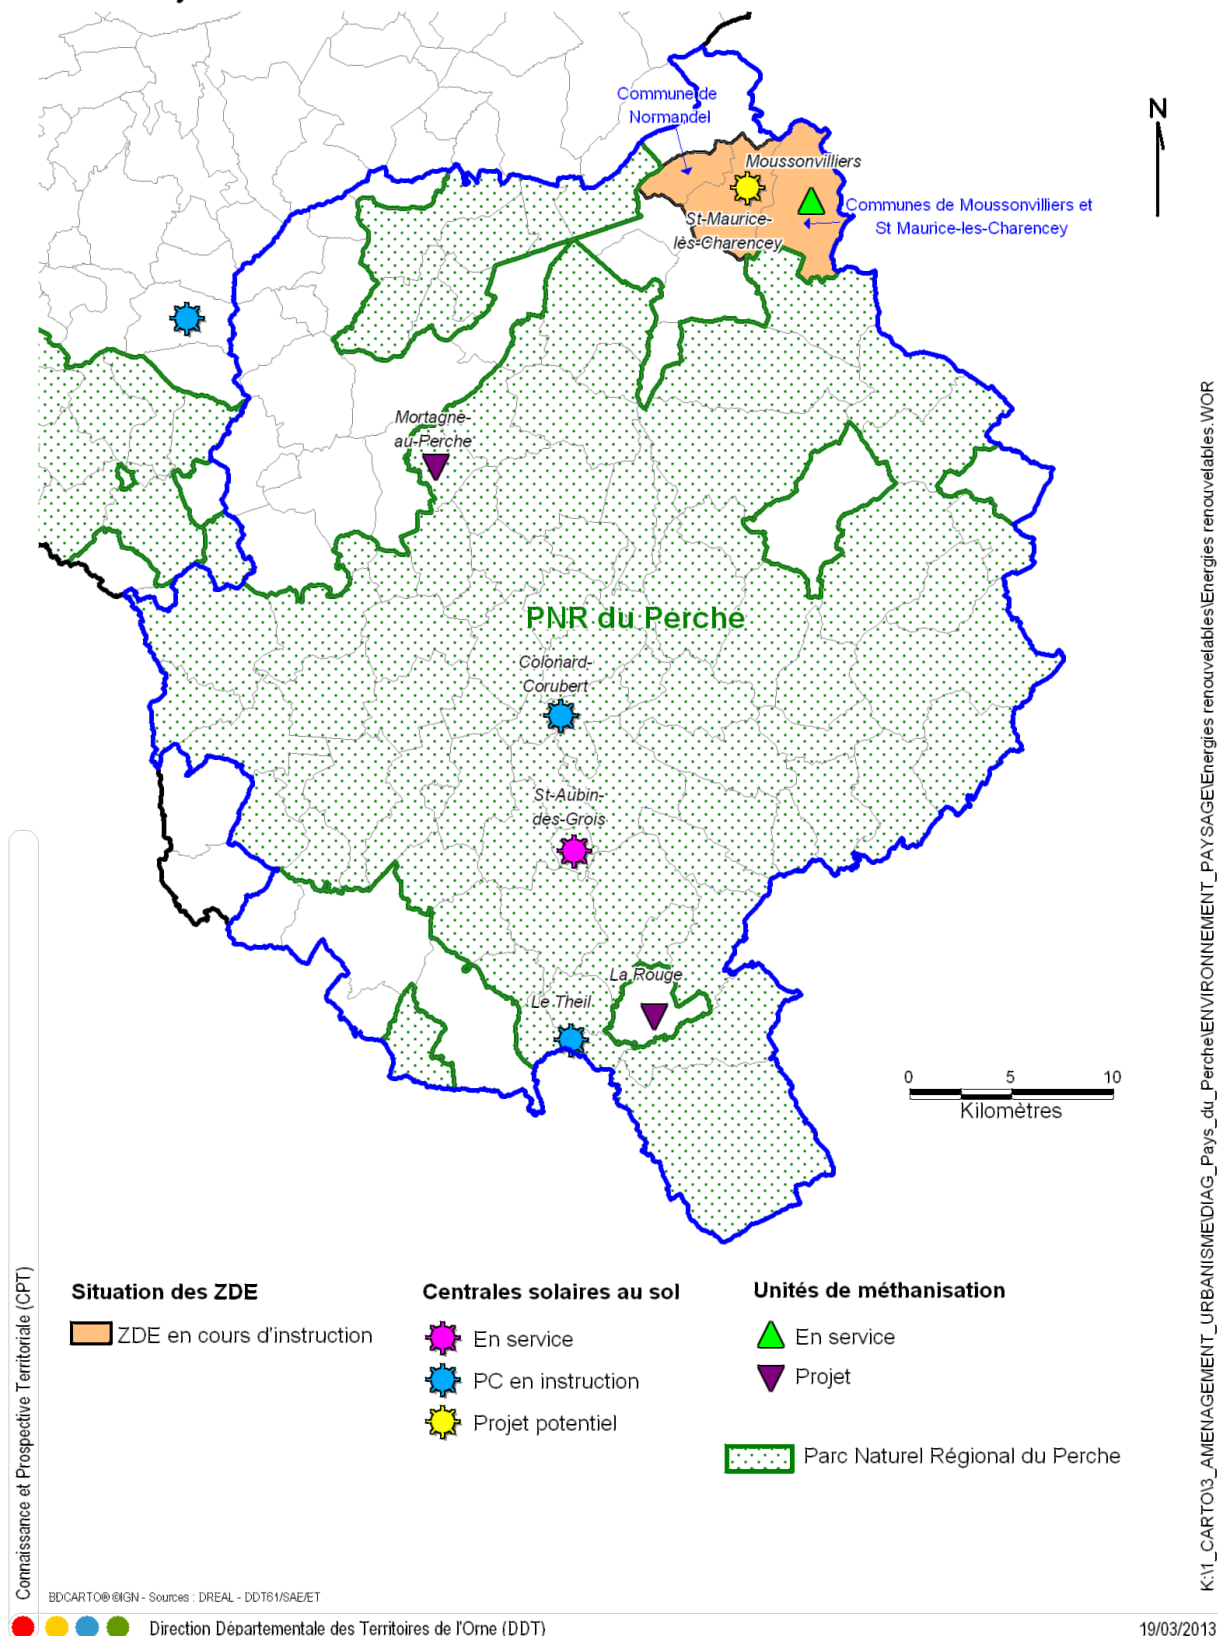 Commune de
Normandel
N
Moussonvilliers
Communes de Moussonvilliers et
St Maurice-les-Charencey
St-Maurice-
lès-Charencey
Mortagne-
au-Perche
PNR du Perche
Colonard-
Corubert
St-Aubin-
des-Grois
La Rouge
Le Theil
0 5 10
Kilomètres
Situation des ZDE
ZDE en cours d'instruction
Centrales solaires au sol
En service
PC en instruction
Projet potentiel
Unités de méthanisation
En service
Projet
Parc Naturel Régional du Perche
Connaissance et Prospective Territoriale (CPT)
K:\1_CARTO\3_AMENAGEMENT_URBANISME\DIAG_Pays_du_Perche\ENVIRONNEMENT_PAYSAGE\Energies renouvelables\Energies renouvelables.WOR
BDCARTO® ©IGN - Sources : DREAL - DDT61/SAE/ET
Direction Départementale des Territoires de l'Orne (DDT)
19/03/2013